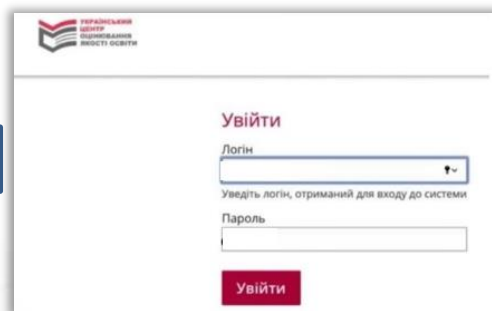 УКРАЇНСЬКИЙ
ЦЕНТР
ОЦІНЮВАННЯ
ЯКОСТІ ОСВІТИ
Увійти
Логін
Уведіть логін, отриманий для входу до системи
Пароль
Увійти